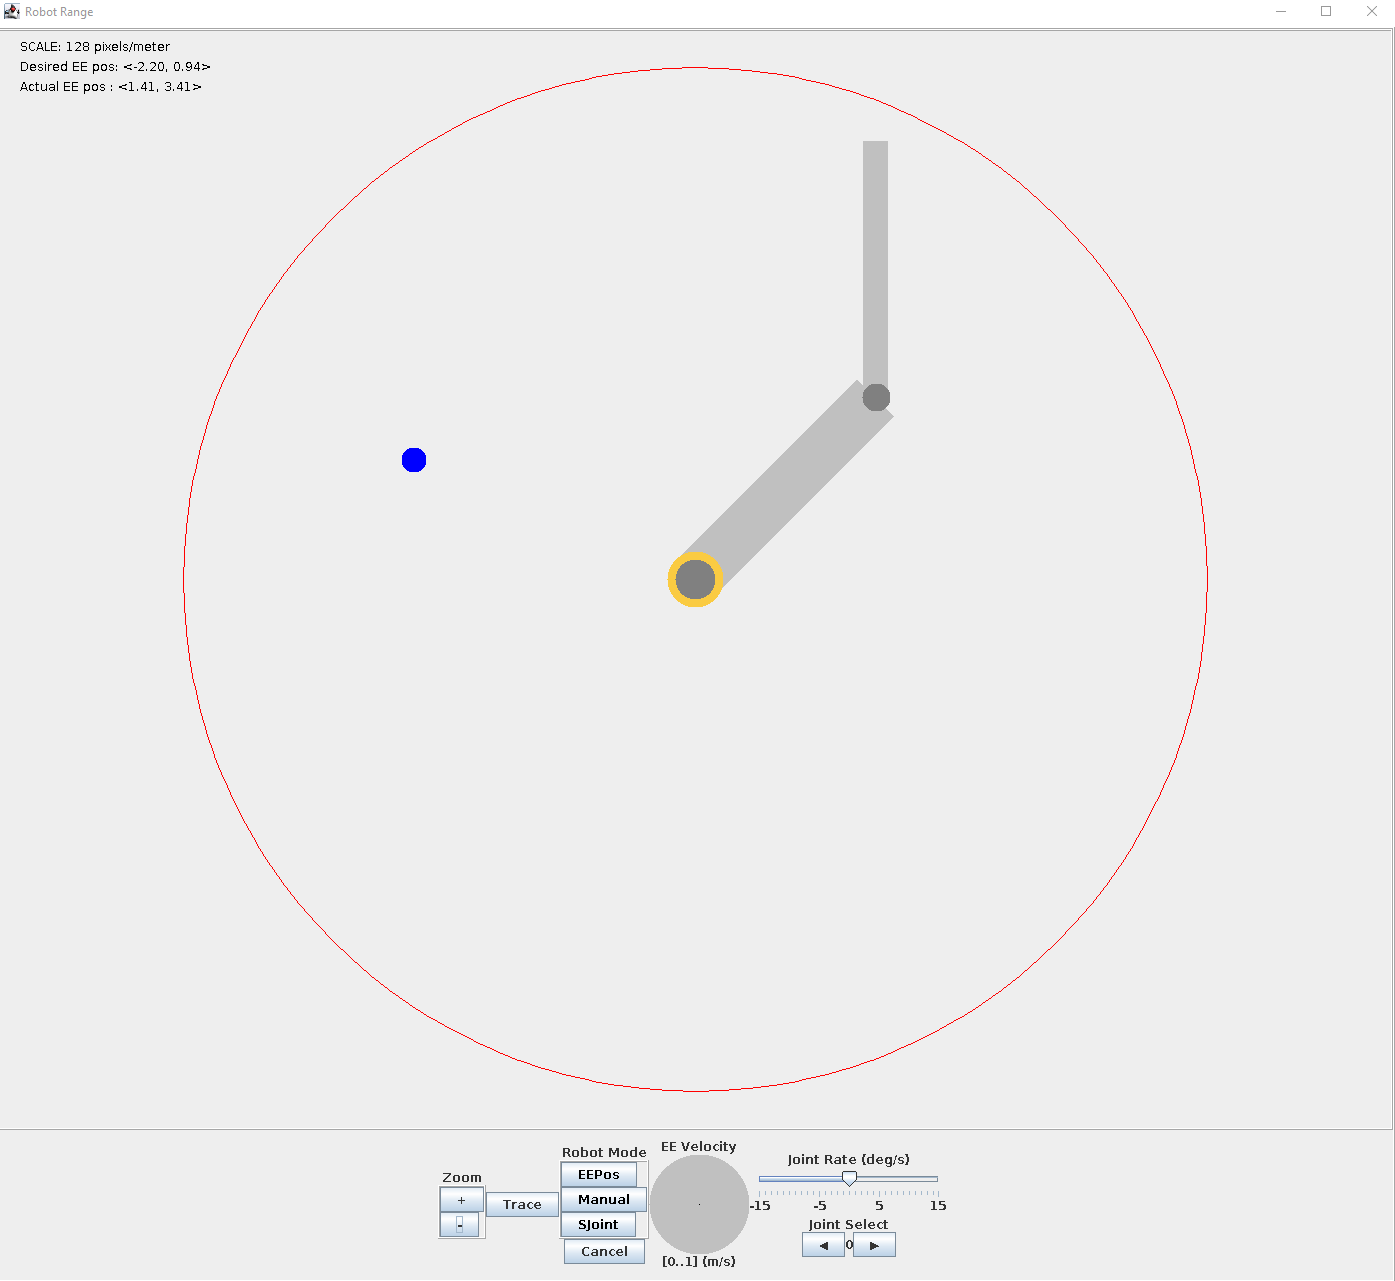 Robot Range
SCALE: 128 pixels/meter
Desired EE pos: <-2.20, 0.94>
Actual EE pos : <1.41, 3.41>
Zoom
+
-
Trace
Robot Mode
EEPos
Manual
SJoint
Cancel
EE Velocity
[0..1] (m/s)
Joint Rate (deg/s)
-15 -5 5 15
Joint Select
0